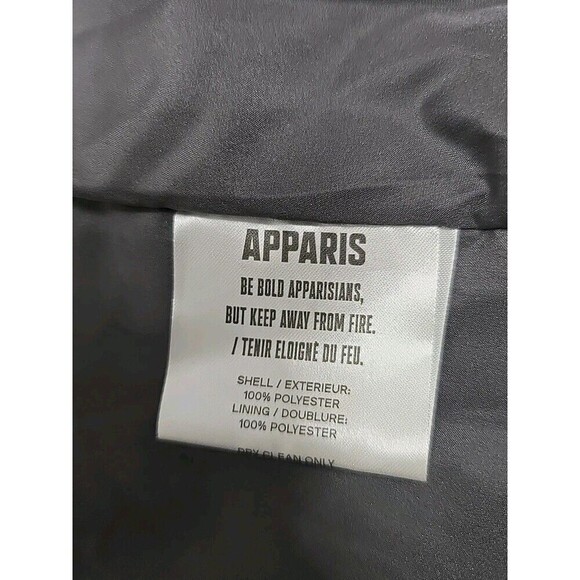 APPARIS
BE BOLD APPARISIANS,
BUT KEEP AWAY FROM FIRE.
/ TENIR ELOIGNÉ DU FEU.
SHELL / EXTERIEUR:
100% POLYESTER
LINING / DOUBLURE:
100% POLYESTER
DRY CLEAN ONLY